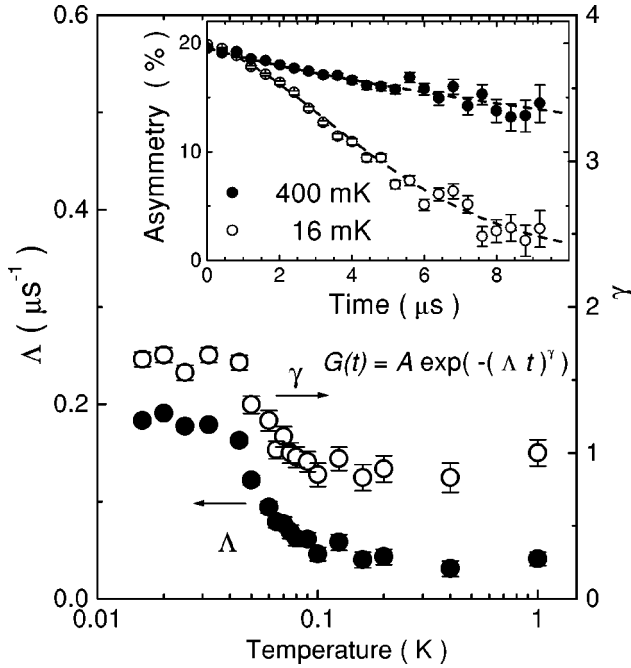 0.6
0.4
0.2
0.0
Λ ( μs⁻¹ )
4
3
2
1
0
γ
20
10
0
Asymmetry ( % )
400 mK
16 mK
0 2 4 6 8
Time ( μs )
γ
G(t) = A exp( -( Λ t )^γ )
Λ
0.01 0.1 1
Temperature ( K )